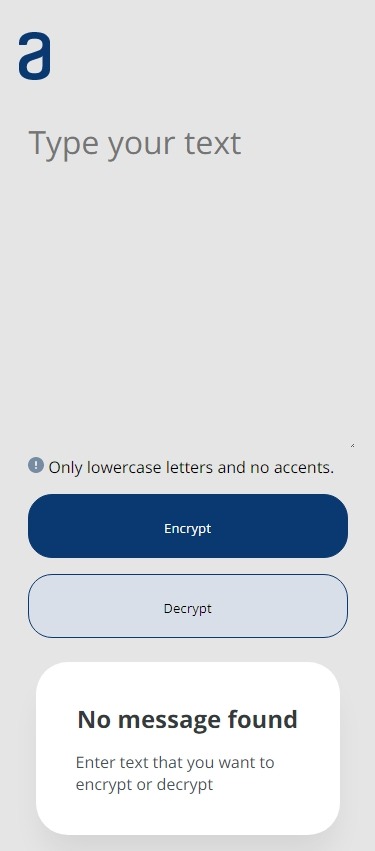 a
Type your text
Only lowercase letters and no accents.
Encrypt
Decrypt
No message found
Enter text that you want to
encrypt or decrypt